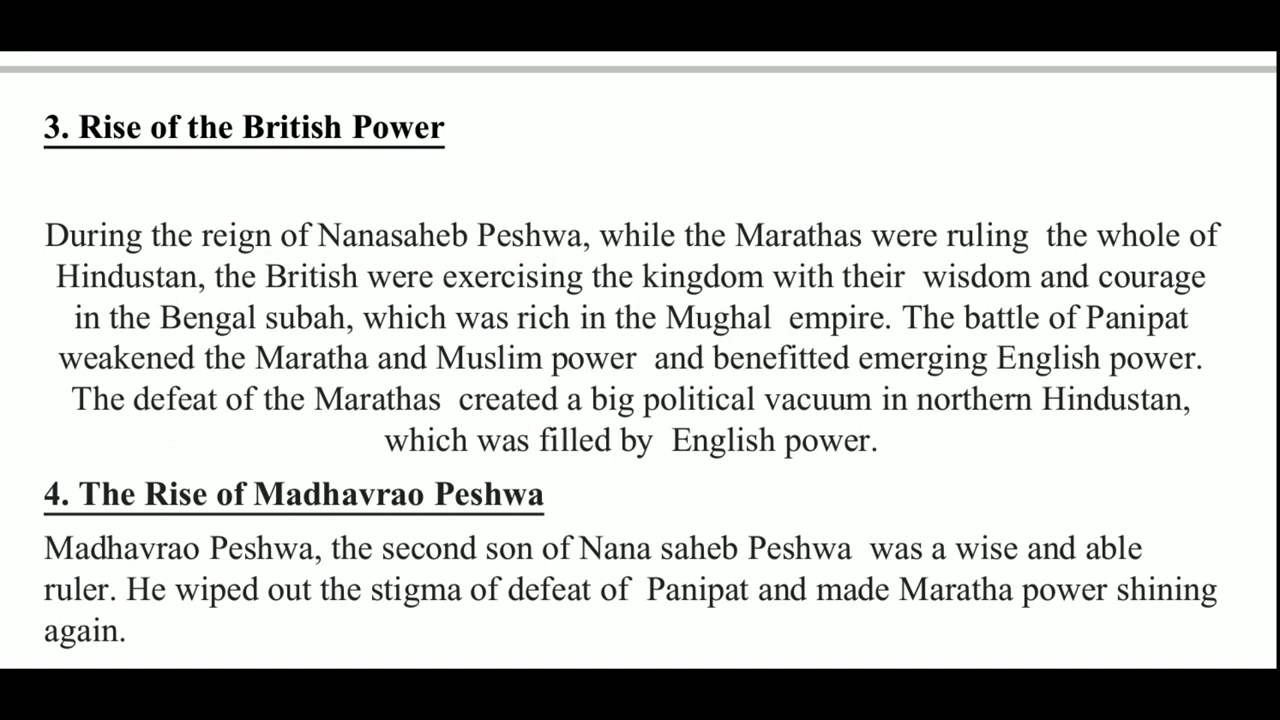 3. Rise of the British Power
During the reign of Nanasaheb Peshwa, while the Marathas were ruling the whole of
Hindustan, the British were exercising the kingdom with their wisdom and courage
in the Bengal subah, which was rich in the Mughal empire. The battle of Panipat
weakened the Maratha and Muslim power and benefitted emerging English power.
The defeat of the Marathas created a big political vacuum in northern Hindustan,
which was filled by English power.
4. The Rise of Madhavrao Peshwa
Madhavrao Peshwa, the second son of Nana saheb Peshwa was a wise and able
ruler. He wiped out the stigma of defeat of Panipat and made Maratha power shining
again.